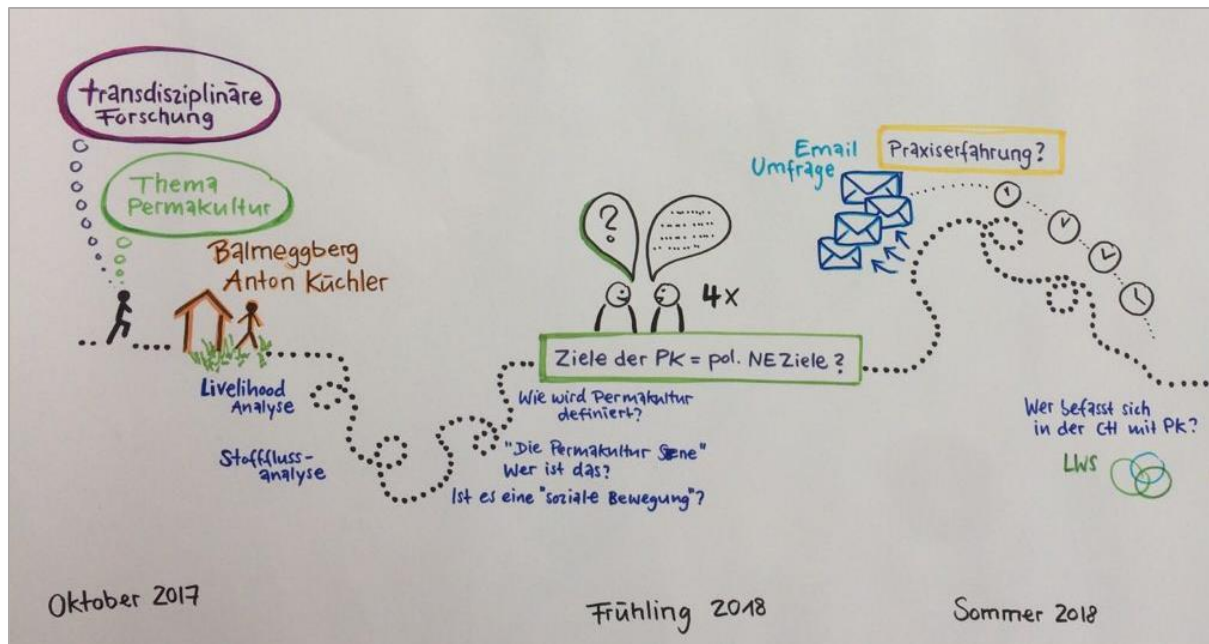 transdisziplinäre
Forschung
Thema
Permakultur
Balmeggberg
Anton Küchler
Livelihood
Analyse
Stofffluss-
analyse
?
4x
Ziele der PK = pol. NE Ziele?
Wie wird Permakultur
definiert?
"Die Permakultur Szene"
Wer ist das?
Ist es eine "soziale Bewegung"?
Email
Umfrage
Praxiserfahrung?
Wer befasst sich
in der CH mit PK?
LWS
Oktober 2017
Frühling 2018
Sommer 2018